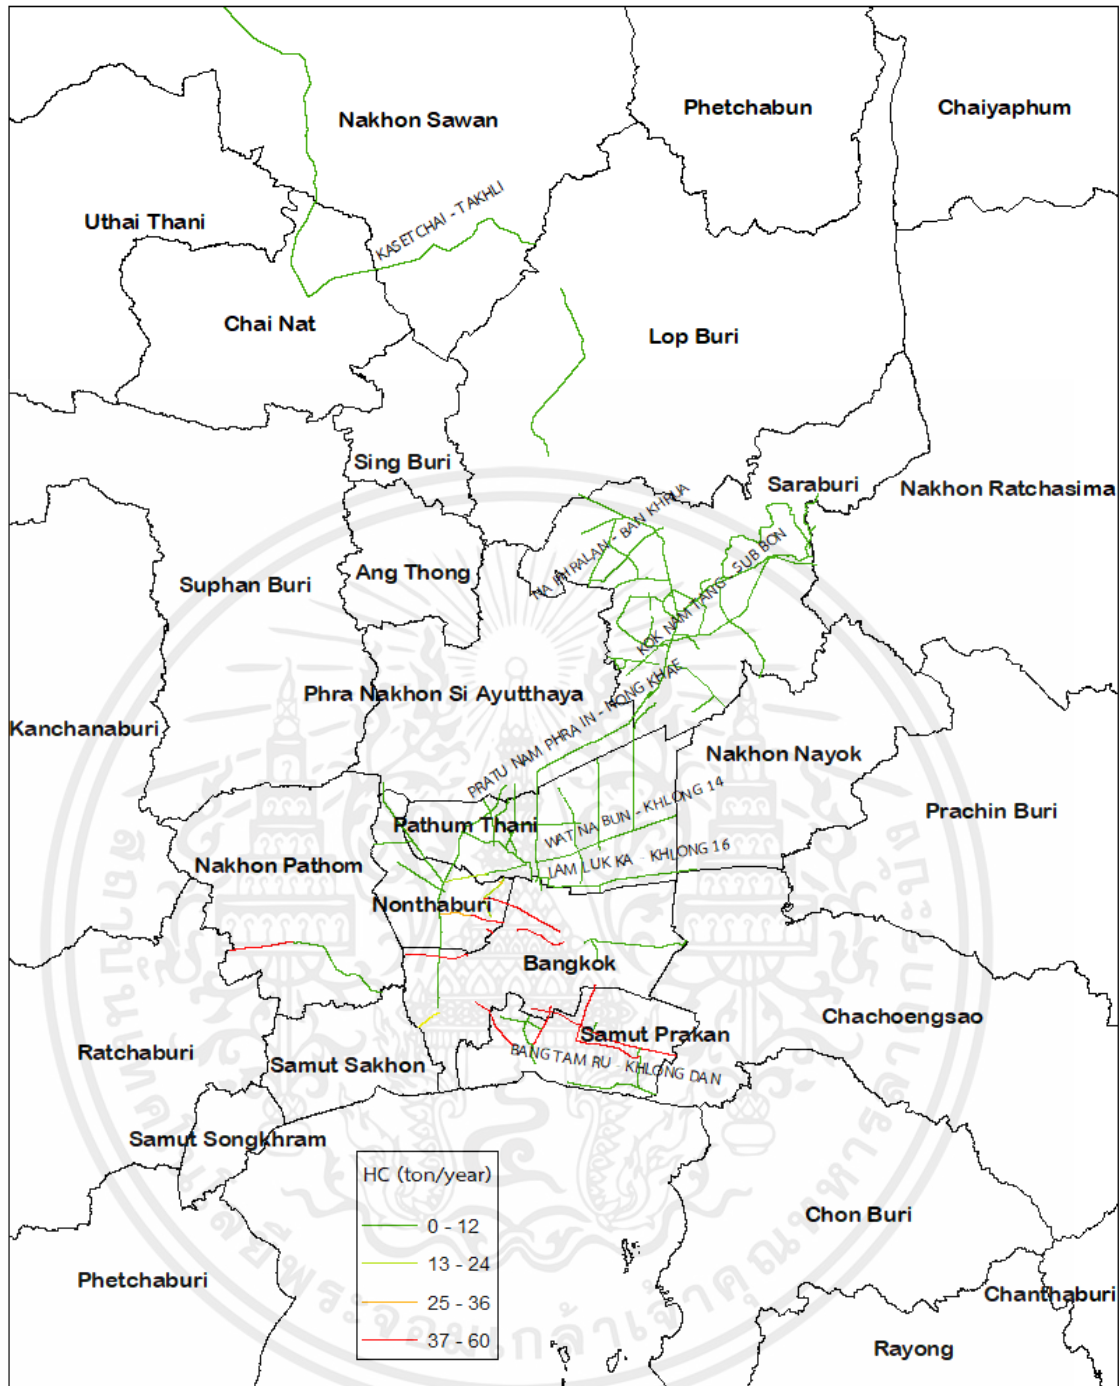 Phetchabun
Chaiyaphum
Nakhon Sawan
Uthai Thani
KASETCHAI - TAKHLI
Chai Nat
Lop Buri
Sing Buri
Saraburi
Nakhon Ratchasima
NA PHRALAN - BAN KHRUA
Ang Thong
Suphan Buri
KOK NAM TANG - SUB BON
Phra Nakhon Si Ayutthaya
Kanchanaburi
PRATU NAM PHRA IN - NONG KHAE
Nakhon Nayok
Prachin Buri
Pathum Thani
WAT NA BUN - KHLONG 14
LAM LUK KA - KHLONG 16
Nakhon Pathom
Nonthaburi
Bangkok
Chachoengsao
Samut Prakan
Ratchaburi
Samut Sakhon
BANG TAM RU - KHLONG DAN
Samut Songkhram
HC (ton/year)
0 - 12
13 - 24
25 - 36
37 - 60
Chon Buri
Phetchaburi
Chanthaburi
Rayong